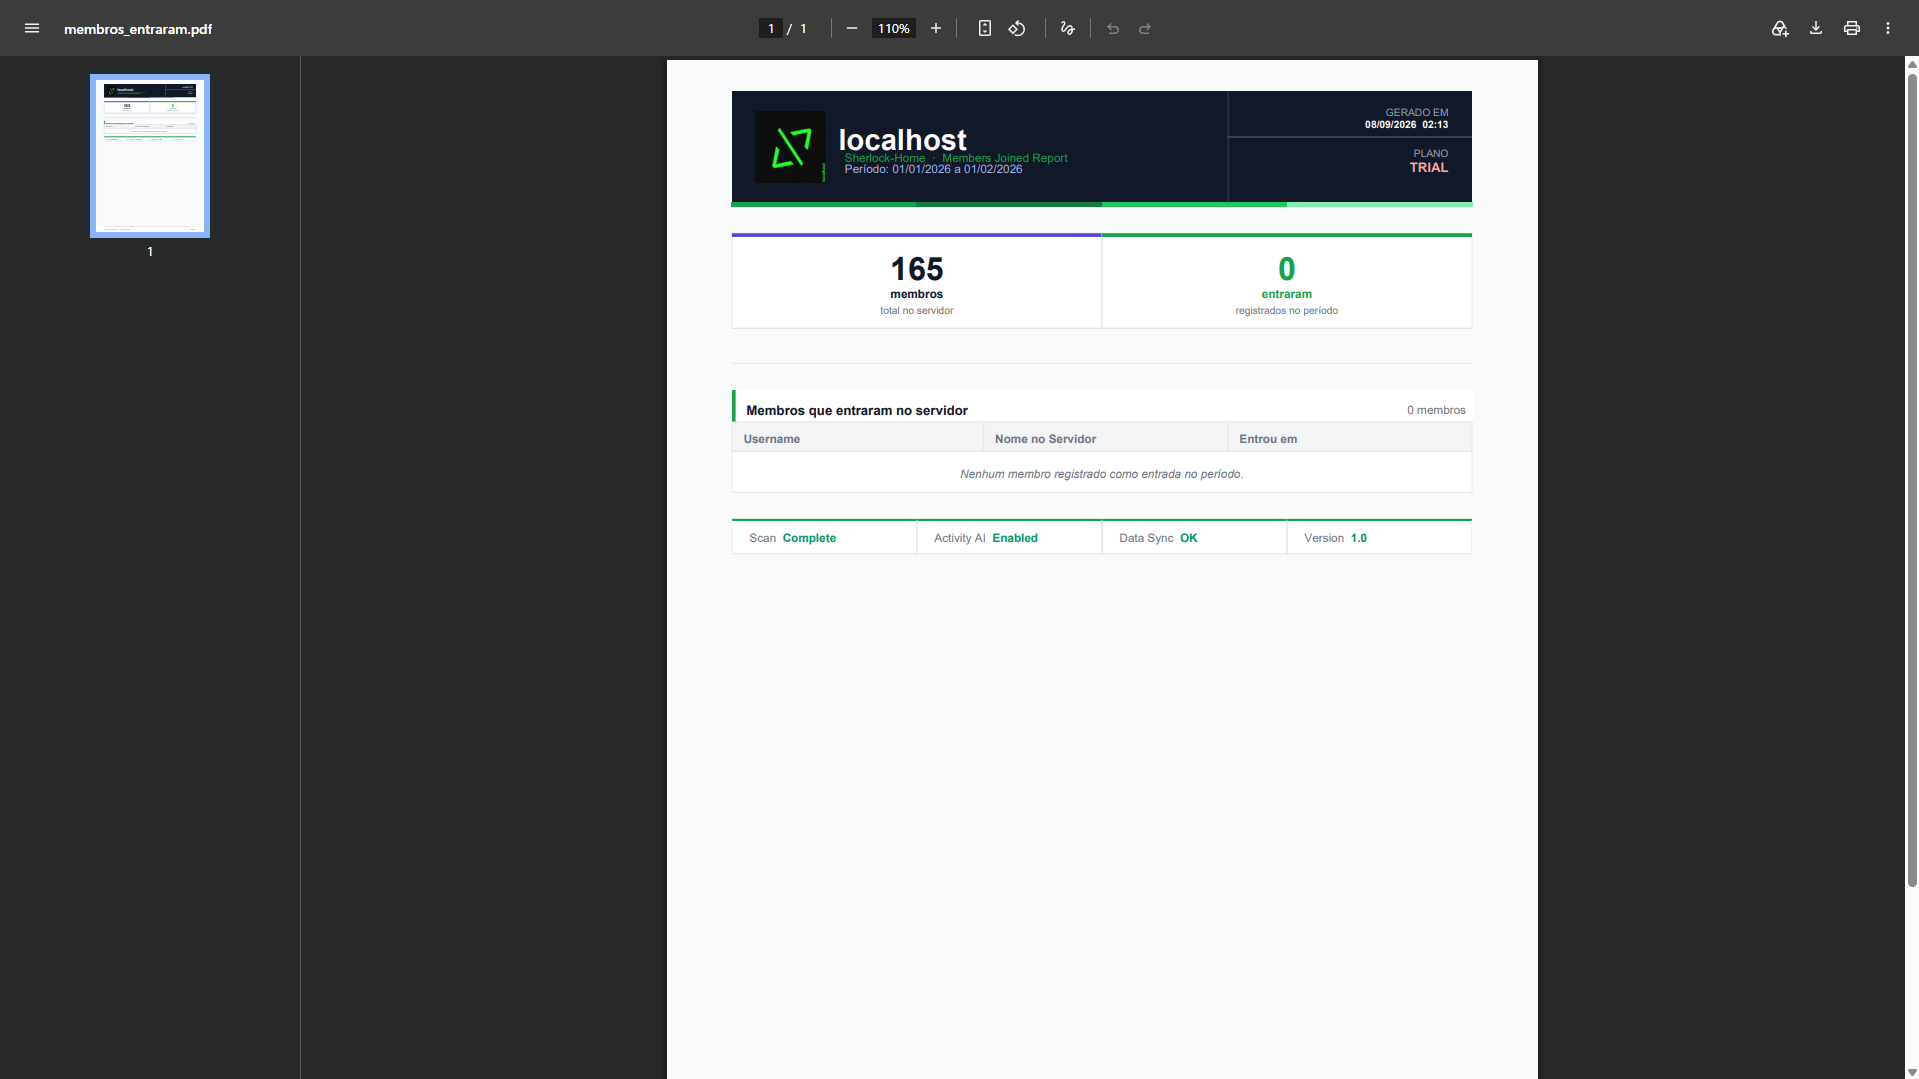 membros_entraram.pdf
1 / 1
110%
1
localhost
Sherlock-Home · Members Joined Report
Período: 01/01/2026 a 01/02/2026
GERADO EM
08/09/2026 02:13
PLANO
TRIAL
165
membros
total no servidor
0
entraram
registrados no período
Membros que entraram no servidor
0 membros
Username
Nome no Servidor
Entrou em
Nenhum membro registrado como entrada no período.
Scan Complete
Activity AI Enabled
Data Sync OK
Version 1.0